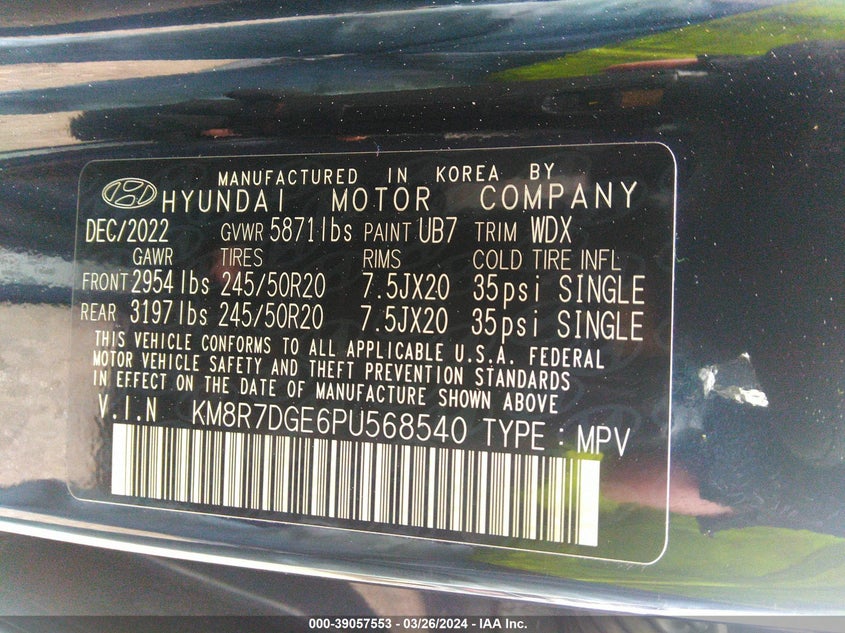 MANUFACTURED IN KOREA BY
HYUNDAI MOTOR COMPANY
DEC/2022 GVWR 5871lbs PAINT UB7 TRIM WDX
GAWR TIRES RIMS COLD TIRE INFL
FRONT 2954lbs 245/50R20 7.5JX20 35psi SINGLE
REAR 3197lbs 245/50R20 7.5JX20 35psi SINGLE
THIS VEHICLE CONFORMS TO ALL APPLICABLE U.S.A. FEDERAL
MOTOR VEHICLE SAFETY AND THEFT PREVENTION STANDARDS
IN EFFECT ON THE DATE OF MANUFACTURE SHOWN ABOVE
V.I.N KM8R7DGE6PU568540 TYPE : MPV
000-39057553 - 03/26/2024 - IAA Inc.